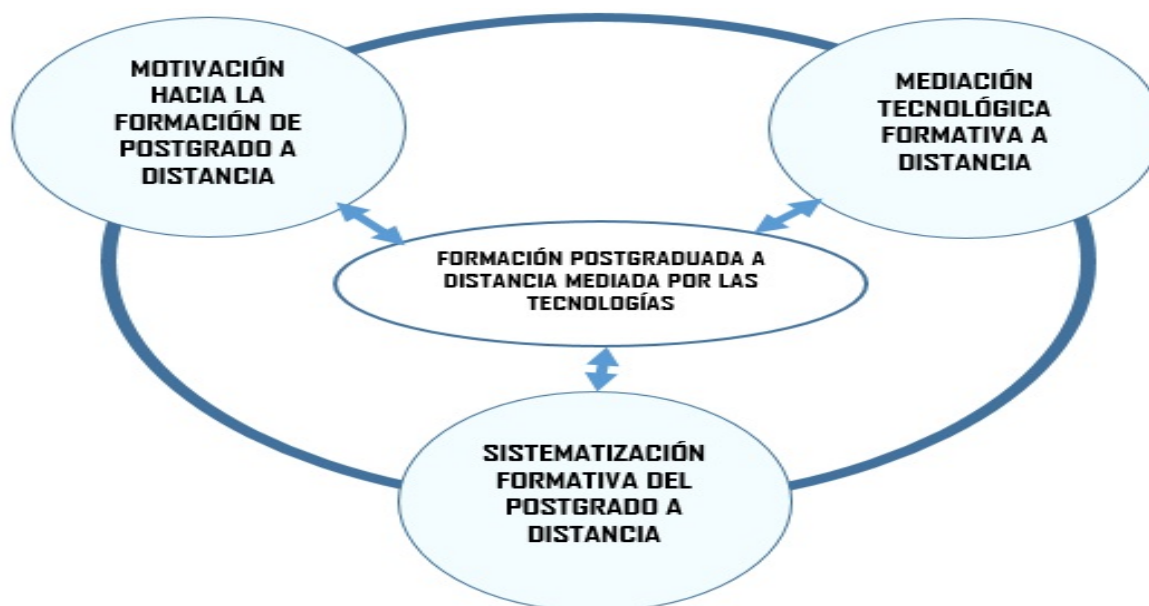 MOTIVACIÓN
HACIA LA
FORMACIÓN DE
POSTGRADO A
DISTANCIA
MEDIACIÓN
TECNOLÓGICA
FORMATIVA A
DISTANCIA
FORMACIÓN POSTGRADUADA A
DISTANCIA MEDIADA POR LAS
TECNOLOGÍAS
SISTEMATIZACIÓN
FORMATIVA DEL
POSTGRADO A
DISTANCIA